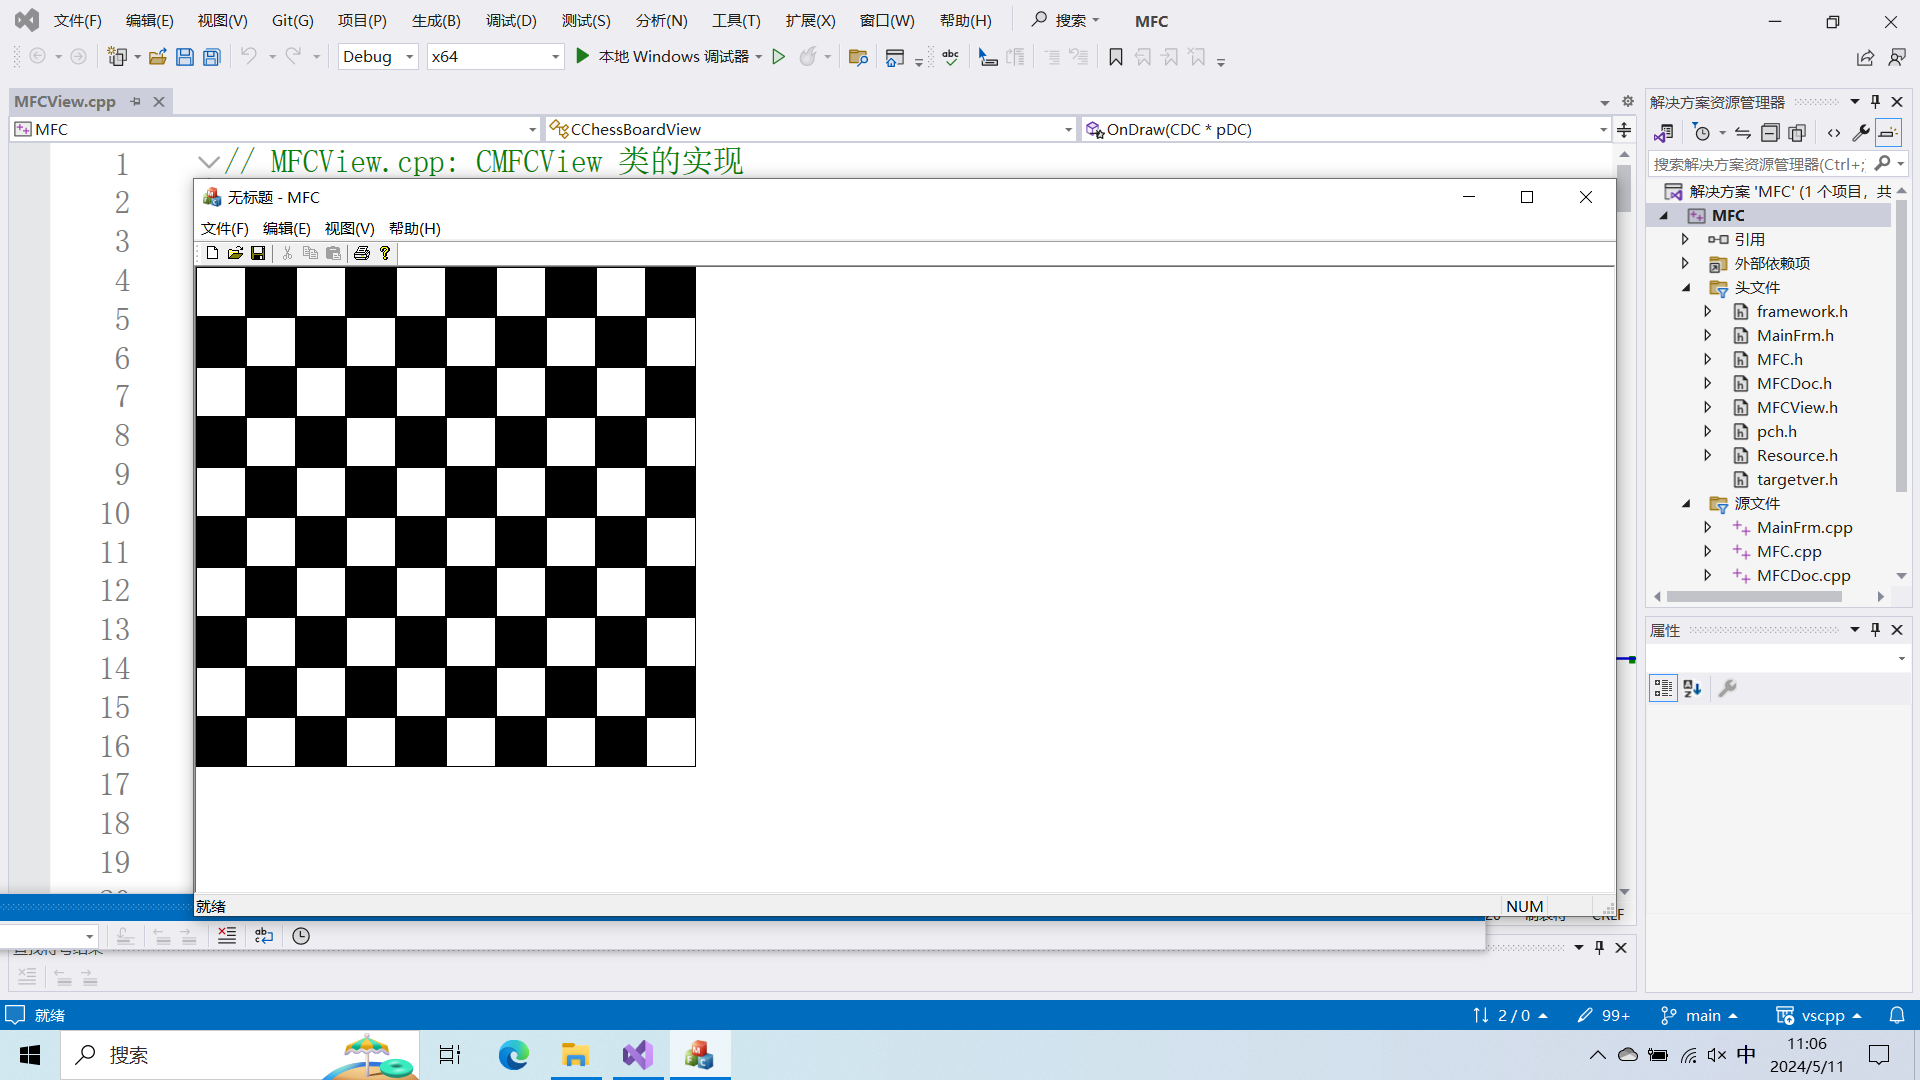 文件(F) 编辑(E) 视图(V) Git(G) 项目(P) 生成(B) 调试(D) 测试(S) 分析(N) 工具(T) 扩展(X) 窗口(W) 帮助(H) 搜索 MFC
Debug x64 本地 Windows 调试器
MFCView.cpp
MFC CChessBoardView OnDraw(CDC * pDC)
1 // MFCView.cpp: CMFCView 类的实现
2
3
4
5
6
7
8
9
10
11
12
13
14
15
16
17
18
19
无标题 - MFC
文件(F) 编辑(E) 视图(V) 帮助(H)
就绪 NUM
解决方案资源管理器
搜索解决方案资源管理器(Ctrl+;
解决方案 'MFC' (1 个项目, 共
MFC
引用
外部依赖项
头文件
framework.h
MainFrm.h
MFC.h
MFCDoc.h
MFCView.h
pch.h
Resource.h
targetver.h
源文件
MainFrm.cpp
MFC.cpp
MFCDoc.cpp
属性
就绪 2 / 0 99+ main vscpp
搜索 中 11:06
2024/5/11